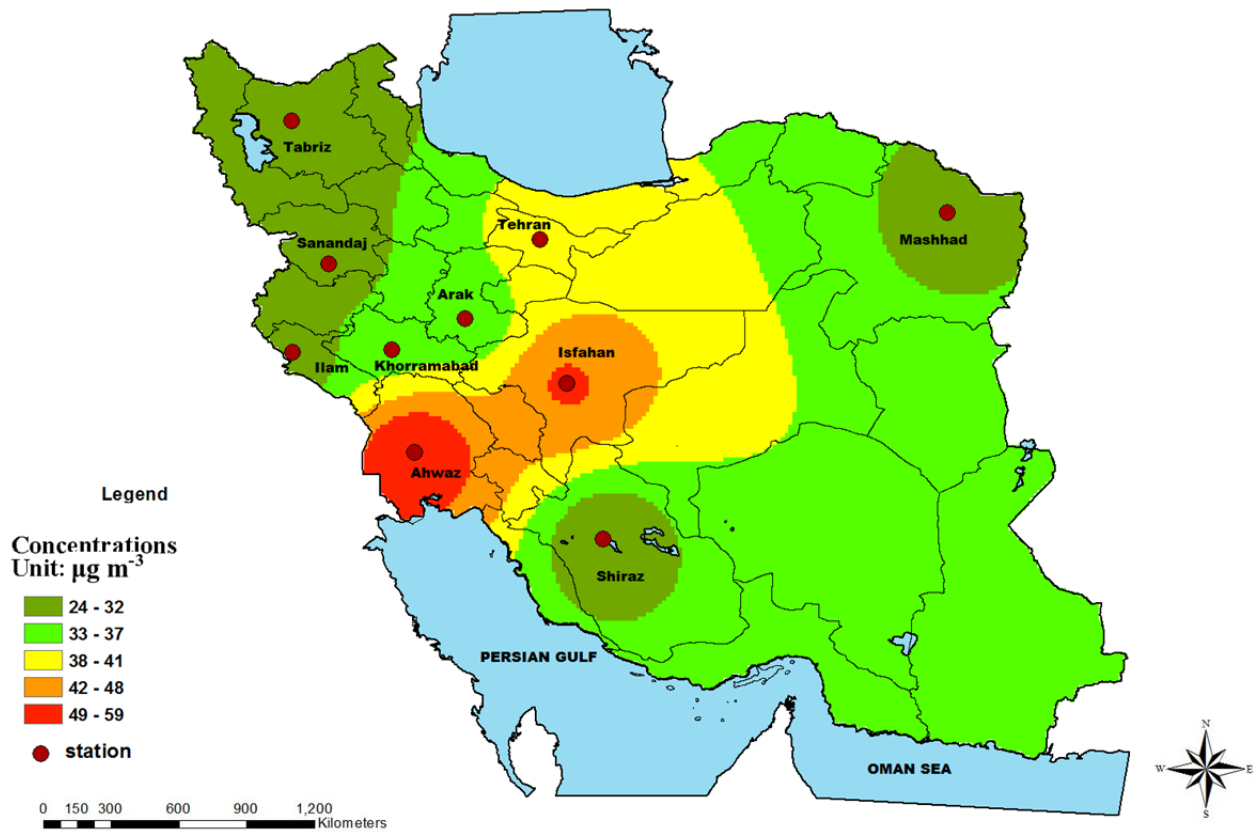 Tabriz
Mashhad
Tehran
Sanandaj
Arak
Isfahan
Ilam
Khorramabad
Ahwaz
Legend
Concentrations
Unit: µg m⁻³
Shiraz
24 - 32
33 - 37
PERSIAN GULF
38 - 41
42 - 48
49 - 59
station
OMAN SEA
N
W E
S
0 150 300 600 900 1,200
Kilometers